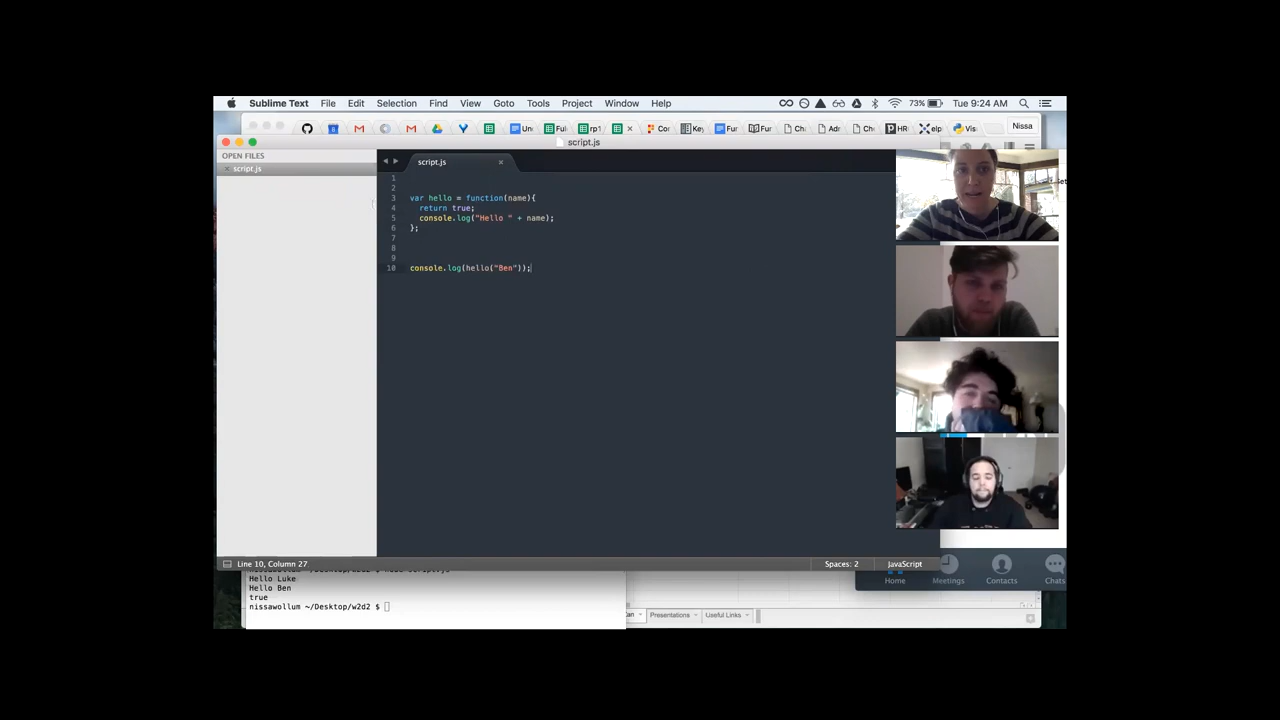 Sublime Text File Edit Selection Find View Goto Tools Project Window Help 73% Tue 9:24 AM
Nissa
script.js
OPEN FILES
script.js
script.js
1
2
3 var hello = function(name){
4 return true;
5 console.log("Hello " + name);
6 };
7
8
9
10 console.log(hello("Ben"));
Line 10, Column 27 Spaces: 2 JavaScript
Home Meetings Contacts Chats
Hello Luke
Hello Ben
true
nissawollum ~/Desktop/w2d2 $
Presentations Useful Links